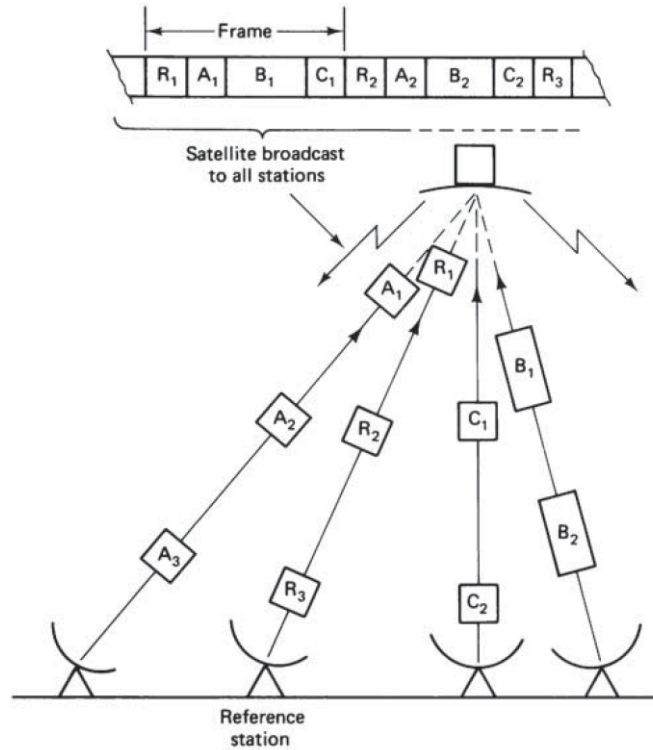 Frame
R₁ A₁ B₁ C₁ R₂ A₂ B₂ C₂ R₃
Satellite broadcast
to all stations
R₁
A₁
B₁
A₂
R₂
C₁
B₂
A₃
R₃
C₂
Reference
station